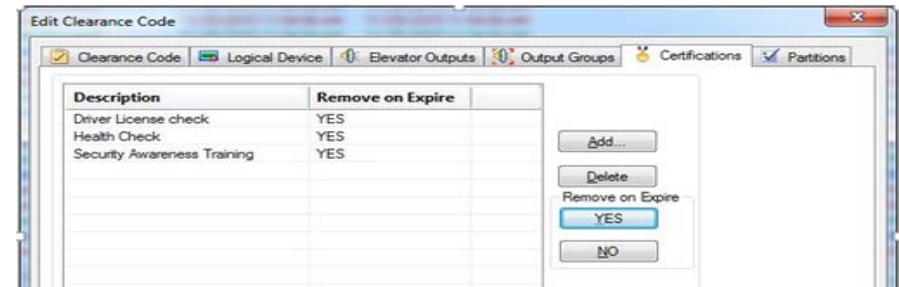 Edit Clearance Code
Clearance Code Logical Device Elevator Outputs Output Groups Certifications Partitions
Description Remove on Expire
Driver License check YES
Health Check YES
Security Awareness Training YES
Add...
Delete
Remove on Expire
YES
NO